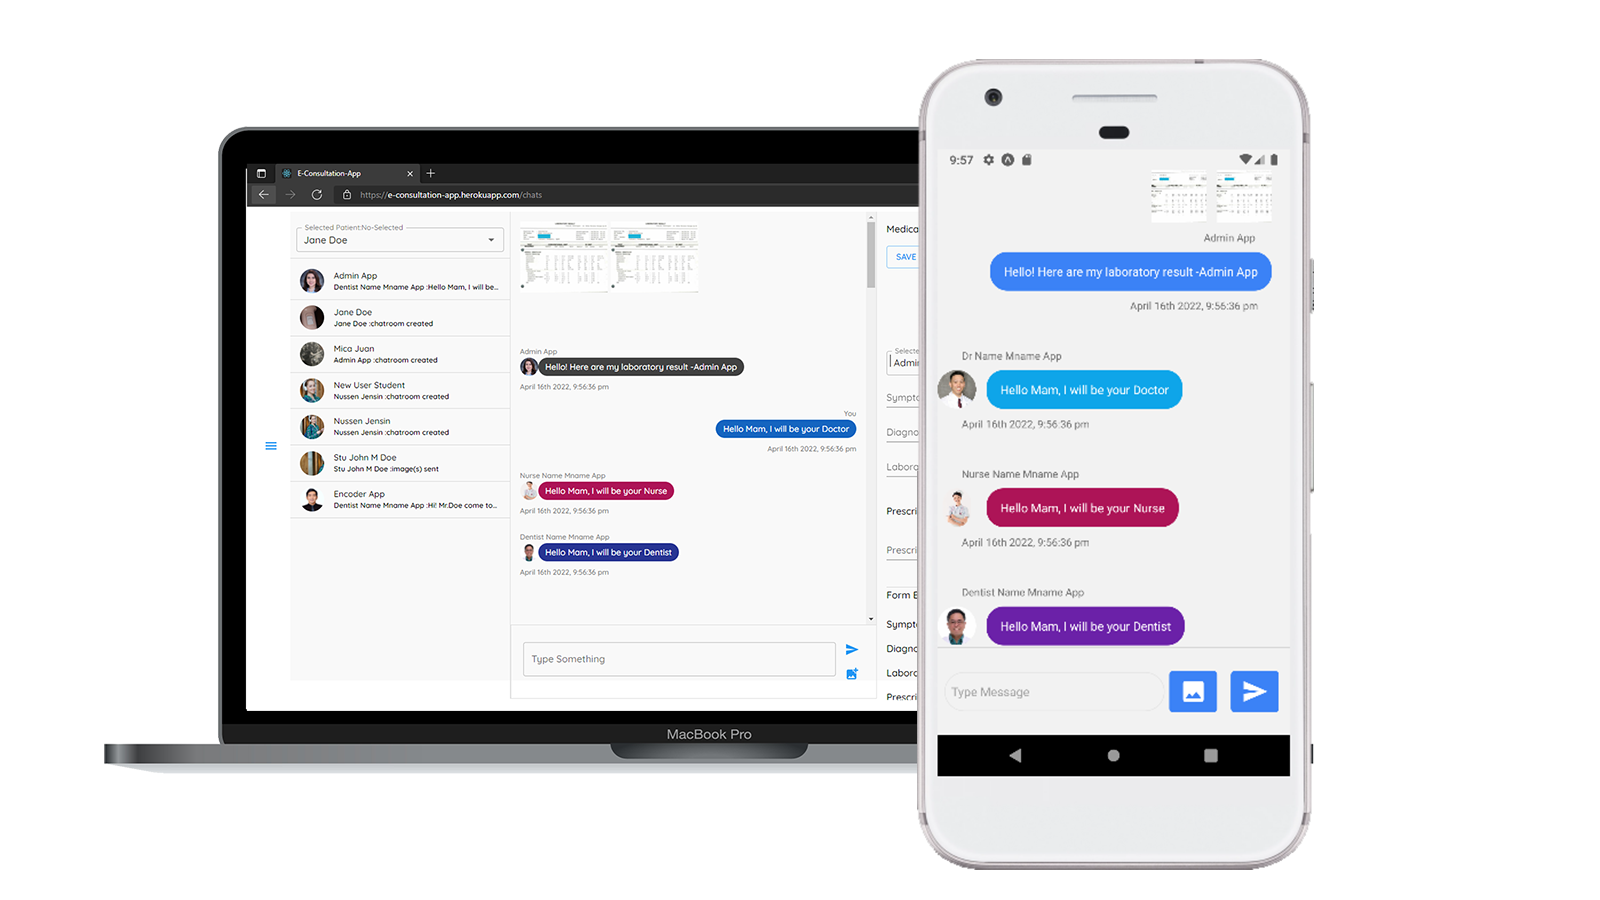 E-Consultation-App
https://e-consultation-app.herokuapp.com/chats
Selected Patient:No-Selected
Jane Doe
Admin App
Dentist Name Mname App :Hello Mam, I will be...
Jane Doe
Jane Doe :chatroom created
Mica Juan
Admin App :chatroom created
New User Student
Nussen Jensin :chatroom created
Nussen Jensin
Nussen Jensin :chatroom created
Stu John M Doe
Stu John M Doe :image(s) sent
Encoder App
Dentist Name Mname App :Hi! Mr.Doe come to...
Admin App
Hello! Here are my laboratory result -Admin App
April 16th 2022, 9:56:36 pm
You
Hello Mam, I will be your Doctor
April 16th 2022, 9:56:36 pm
Nurse Name Mname App
Hello Mam, I will be your Nurse
April 16th 2022, 9:56:36 pm
Dentist Name Mname App
Hello Mam, I will be your Dentist
April 16th 2022, 9:56:36 pm
Type Something
Medica
SAVE
Selecte
Admin
Sympto
Diagno
Labora
Prescri
Prescri
Form E
Sympto
Diagno
Labora
Prescri
MacBook Pro
9:57
Admin App
Hello! Here are my laboratory result -Admin App
April 16th 2022, 9:56:36 pm
Dr Name Mname App
Hello Mam, I will be your Doctor
April 16th 2022, 9:56:36 pm
Nurse Name Mname App
Hello Mam, I will be your Nurse
April 16th 2022, 9:56:36 pm
Dentist Name Mname App
Hello Mam, I will be your Dentist
Type Message